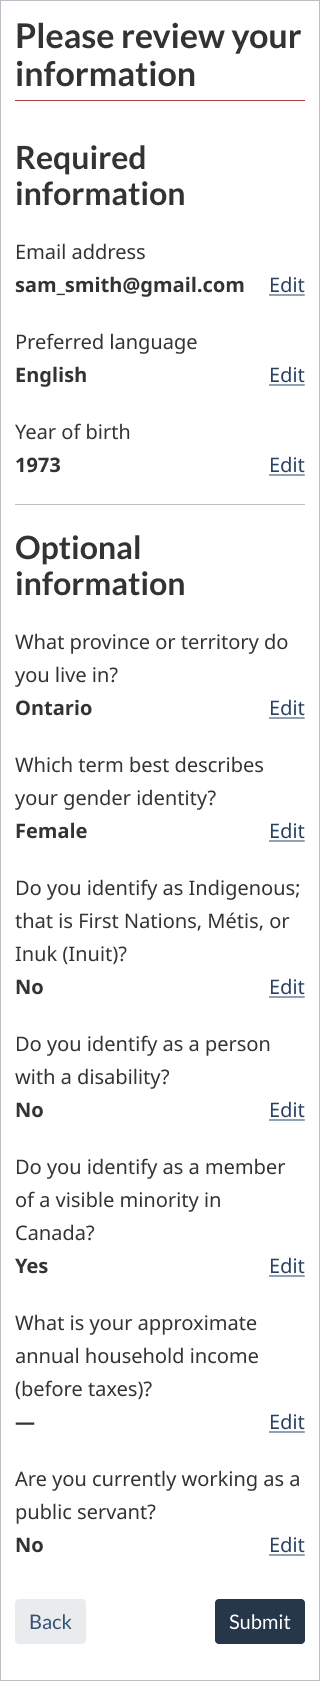 Please review your
information
Required
information
Email address
sam_smith@gmail.com Edit
Preferred language
English Edit
Year of birth
1973 Edit
Optional
information
What province or territory do
you live in?
Ontario Edit
Which term best describes
your gender identity?
Female Edit
Do you identify as Indigenous;
that is First Nations, Métis, or
Inuk (Inuit)?
No Edit
Do you identify as a person
with a disability?
No Edit
Do you identify as a member
of a visible minority in
Canada?
Yes Edit
What is your approximate
annual household income
(before taxes)?
— Edit
Are you currently working as a
public servant?
No Edit
Back Submit